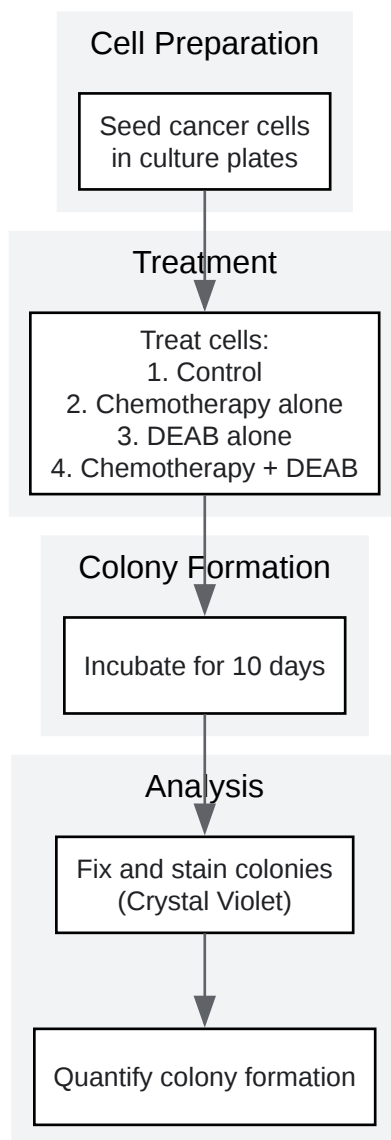 Cell Preparation
Seed cancer cells
in culture plates
Treatment
Treat cells:
1. Control
2. Chemotherapy alone
3. DEAB alone
4. Chemotherapy + DEAB
Colony Formation
Incubate for 10 days
Analysis
Fix and stain colonies
(Crystal Violet)
Quantify colony formation